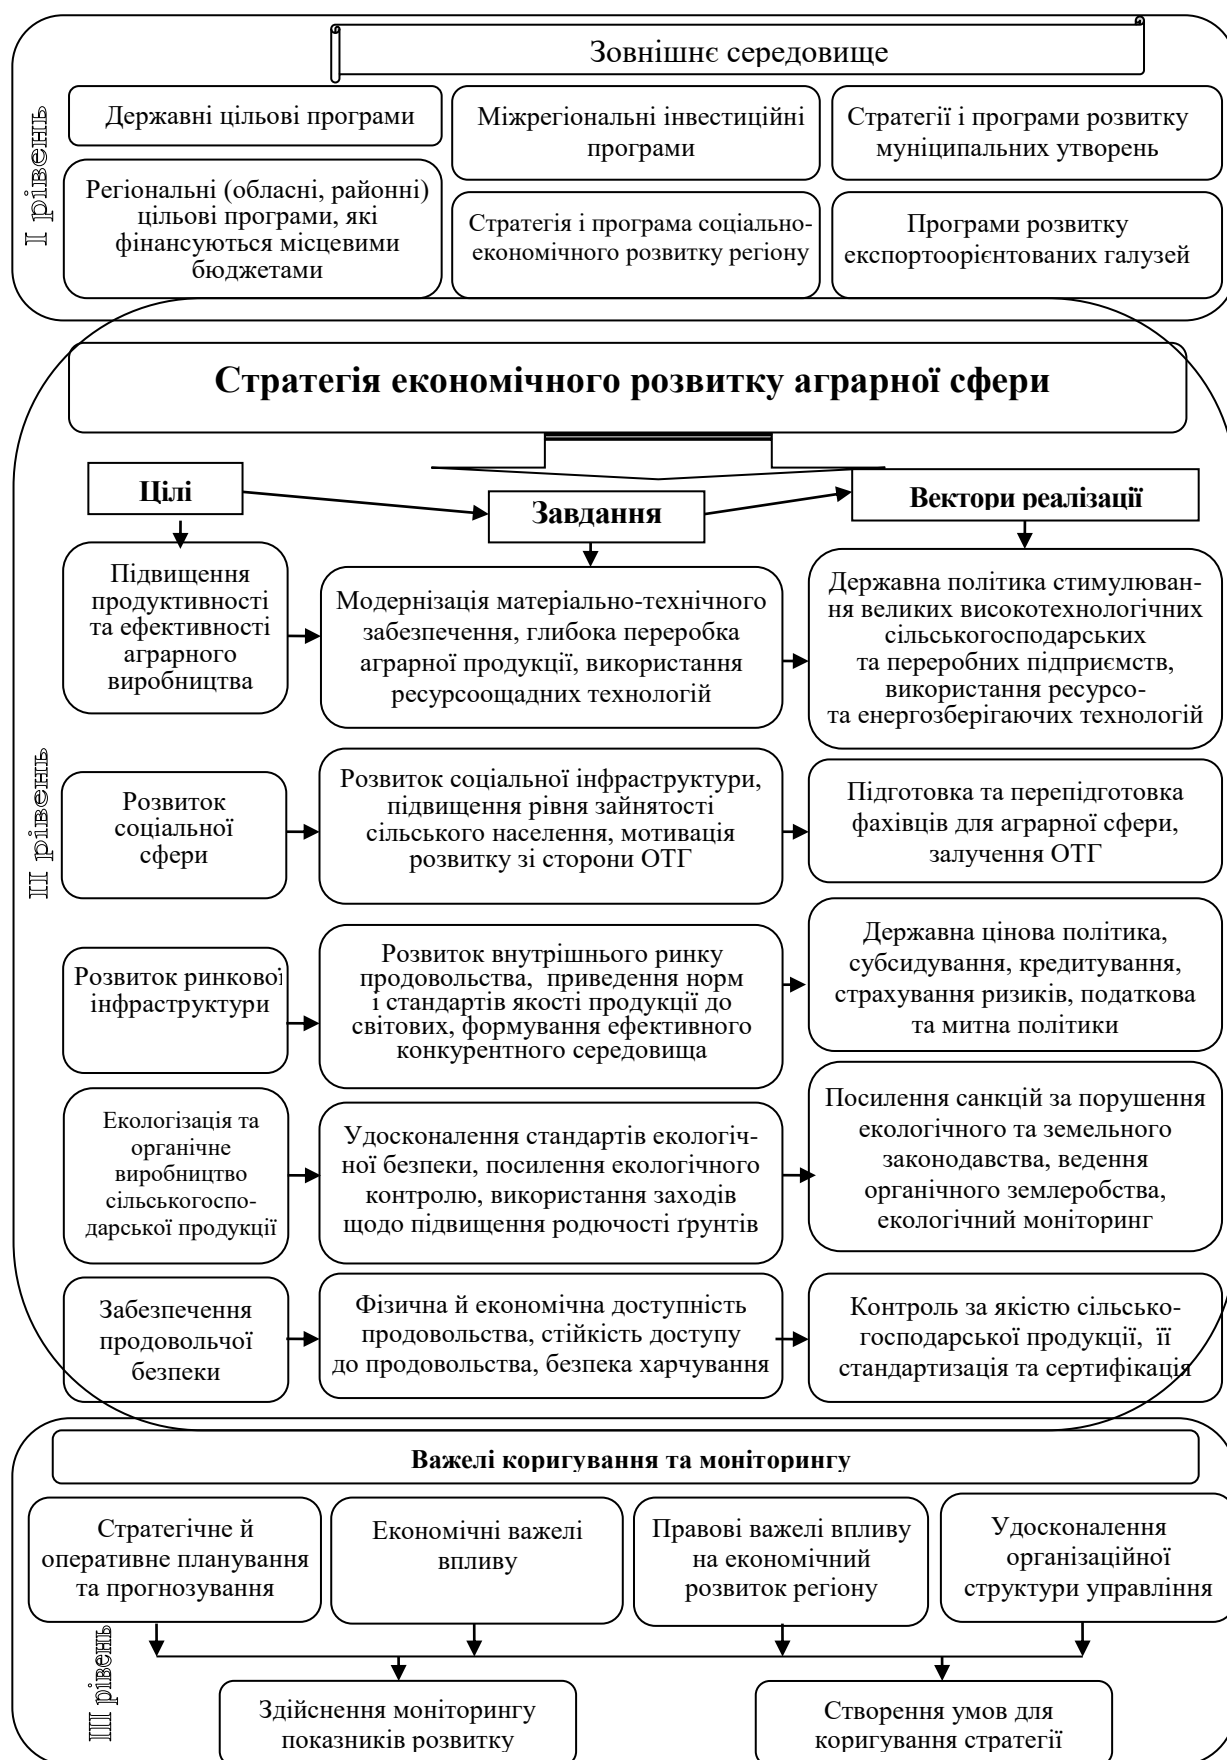 Зовнішнє середовище
I рівень
Державні цільові програми
Міжрегіональні інвестиційні
програми
Стратегії і програми розвитку
муніципальних утворень
Регіональні (обласні, районні)
цільові програми, які
фінансуються місцевими
бюджетами
Стратегія і програма соціально-
економічного розвитку регіону
Програми розвитку
експортоорієнтованих галузей
Стратегія економічного розвитку аграрної сфери
II рівень
Цілі
Завдання
Вектори реалізації
Підвищення
продуктивності
та ефективності
аграрного
виробництва
Модернізація матеріально-технічного
забезпечення, глибока переробка
аграрної продукції, використання
ресурсоощадних технологій
Державна політика стимулюван-
ня великих високотехнологічних
сільськогосподарських
та переробних підприємств,
використання ресурсо-
та енергозберігаючих технологій
Розвиток
соціальної
сфери
Розвиток соціальної інфраструктури,
підвищення рівня зайнятості
сільського населення, мотивація
розвитку зі сторони ОТГ
Підготовка та перепідготовка
фахівців для аграрної сфери,
залучення ОТГ
Розвиток ринкової
інфраструктури
Розвиток внутрішнього ринку
продовольства, приведення норм
і стандартів якості продукції до
світових, формування ефективного
конкурентного середовища
Державна цінова політика,
субсидування, кредитування,
страхування ризиків, податкова
та митна політики
Екологізація та
органічне
виробництво
сільськогоспо-
дарської продукції
Удосконалення стандартів екологіч-
ної безпеки, посилення екологічного
контролю, використання заходів
щодо підвищення родючості ґрунтів
Посилення санкцій за порушення
екологічного та земельного
законодавства, ведення
органічного землеробства,
екологічний моніторинг
Забезпечення
продовольчої
безпеки
Фізична й економічна доступність
продовольства, стійкість доступу
до продовольства, безпека харчування
Контроль за якістю сільсько-
господарської продукції, її
стандартизація та сертифікація
Важелі коригування та моніторингу
Стратегічне й
оперативне планування
та прогнозування
Економічні важелі
впливу
Правові важелі впливу
на економічний
розвиток регіону
Удосконалення
організаційної
структури управління
III рівень
Здійснення моніторингу
показників розвитку
Створення умов для
коригування стратегії